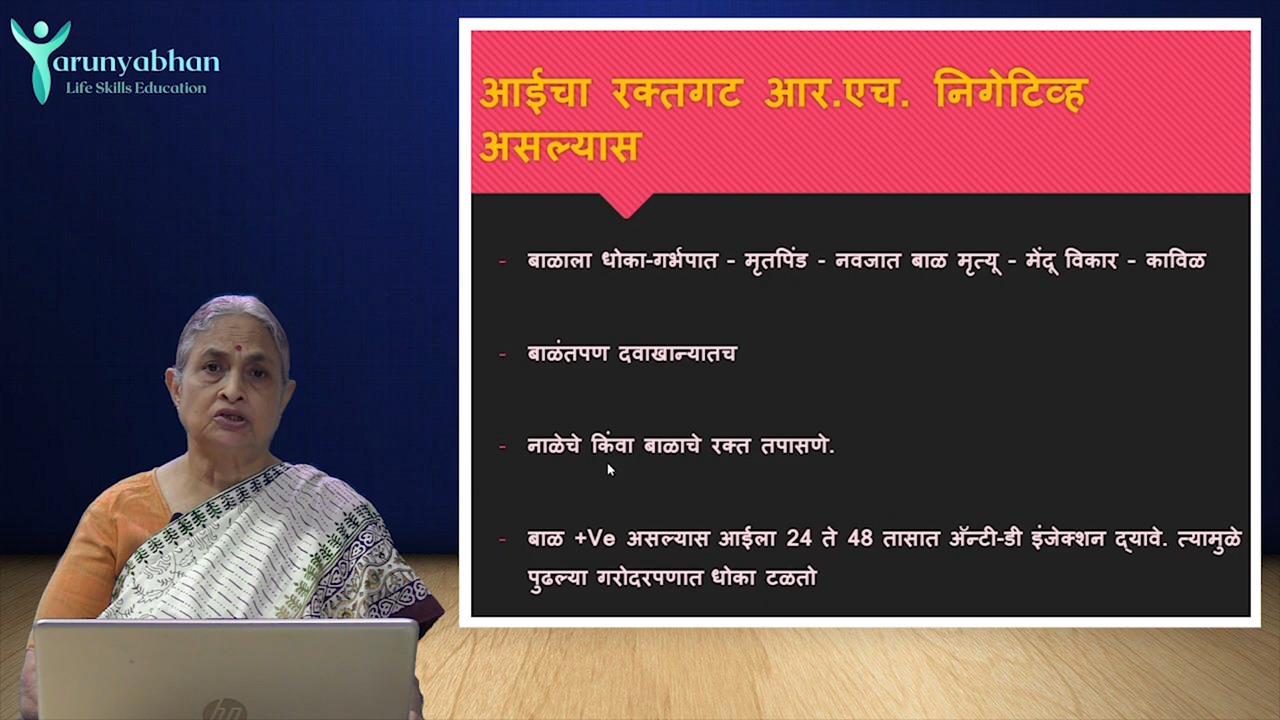 Tarunyabhan
Life Skills Education
आईचा रक्तगट आर.एच. निगेटिव्ह
असल्यास
- बाळाला धोका-गर्भपात - मृतपिंड - नवजात बाळ मृत्यू - मेंदू विकार - काविळ
- बाळंतपण दवाखान्यातच
- नाळेचे किंवा बाळाचे रक्त तपासणे.
- बाळ +Ve असल्यास आईला 24 ते 48 तासात अ‍ॅन्टी-डी इंजेक्शन द्यावे. त्यामुळे
पुढल्या गरोदरपणात धोका टळतो
hp